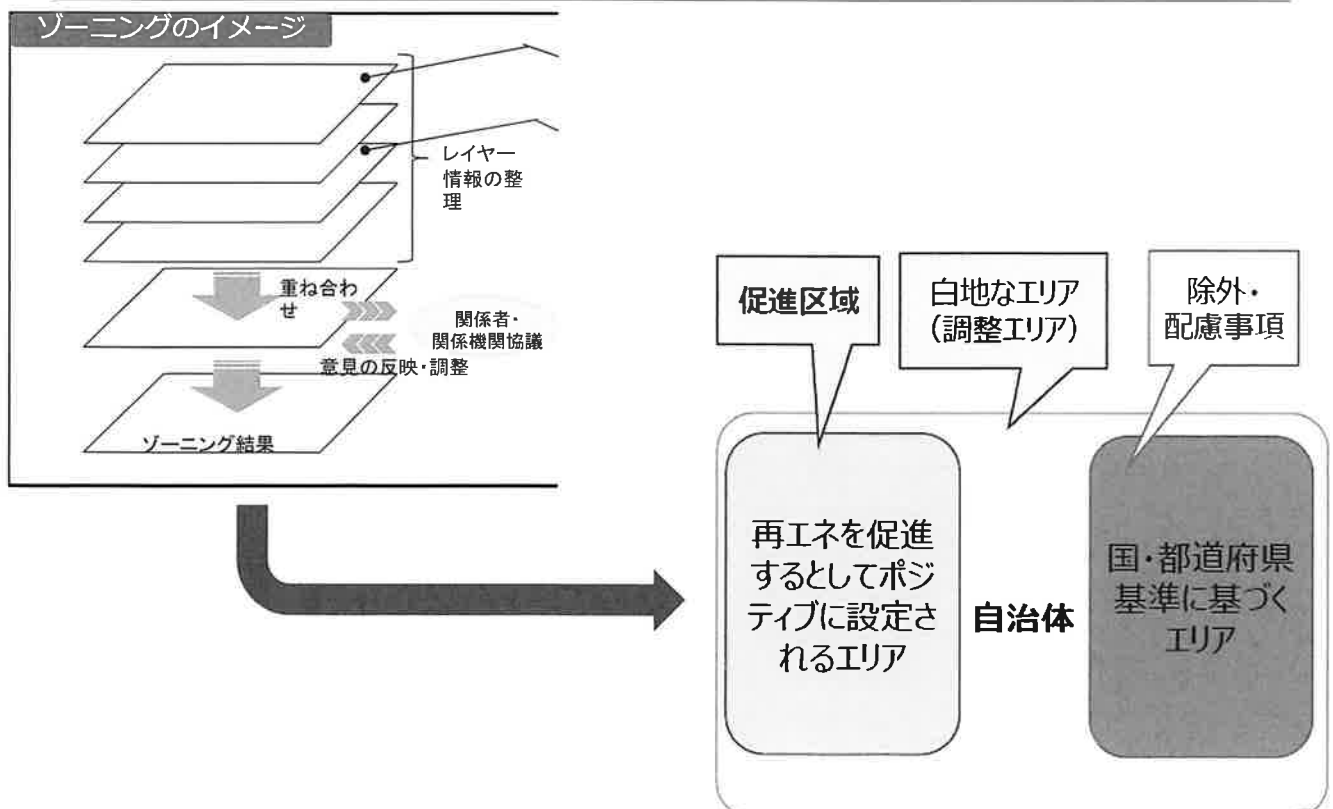 ゾーニングのイメージ
レイヤー
情報の整
理
重ね合わ
せ
関係者・
関係機関協議
意見の反映・調整
ゾーニング結果
促進区域
白地なエリア
(調整エリア)
除外・
配慮事項
再エネを促進
するとしてポジ
ティブに設定さ
れるエリア
自治体
国・都道府県
基準に基づく
エリア